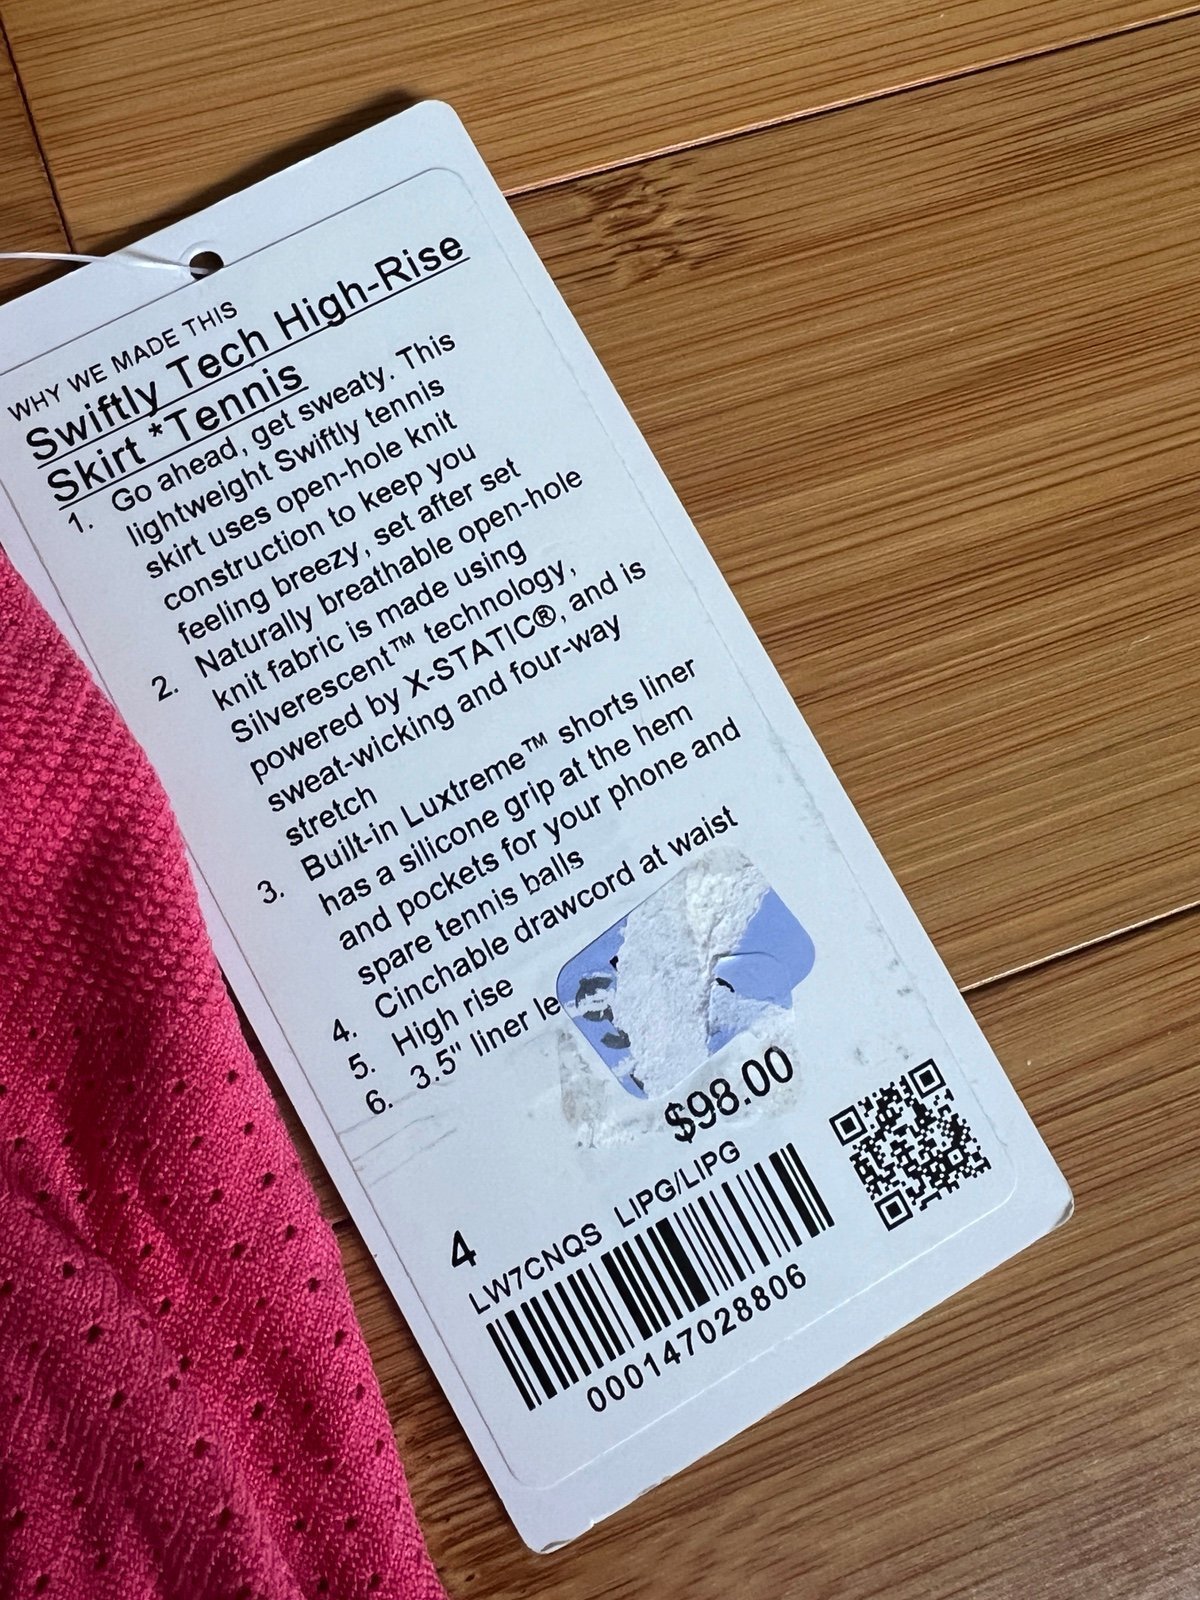 WHY WE MADE THIS
Swiftly Tech High-Rise
Skirt *Tennis
1. Go ahead, get sweaty. This
lightweight Swiftly tennis
skirt uses open-hole knit
construction to keep you
feeling breezy, set after set
2. Naturally breathable open-hole
knit fabric is made using
Silverescent™ technology,
powered by X-STATIC®, and is
sweat-wicking and four-way
stretch
3. Built-in Luxtreme™ shorts liner
has a silicone grip at the hem
and pockets for your phone and
spare tennis balls
4. Cinchable drawcord at waist
5. High rise
6. 3.5" liner le
$98.00
4
LW7CNQS LIPG/LIPG
000147028806